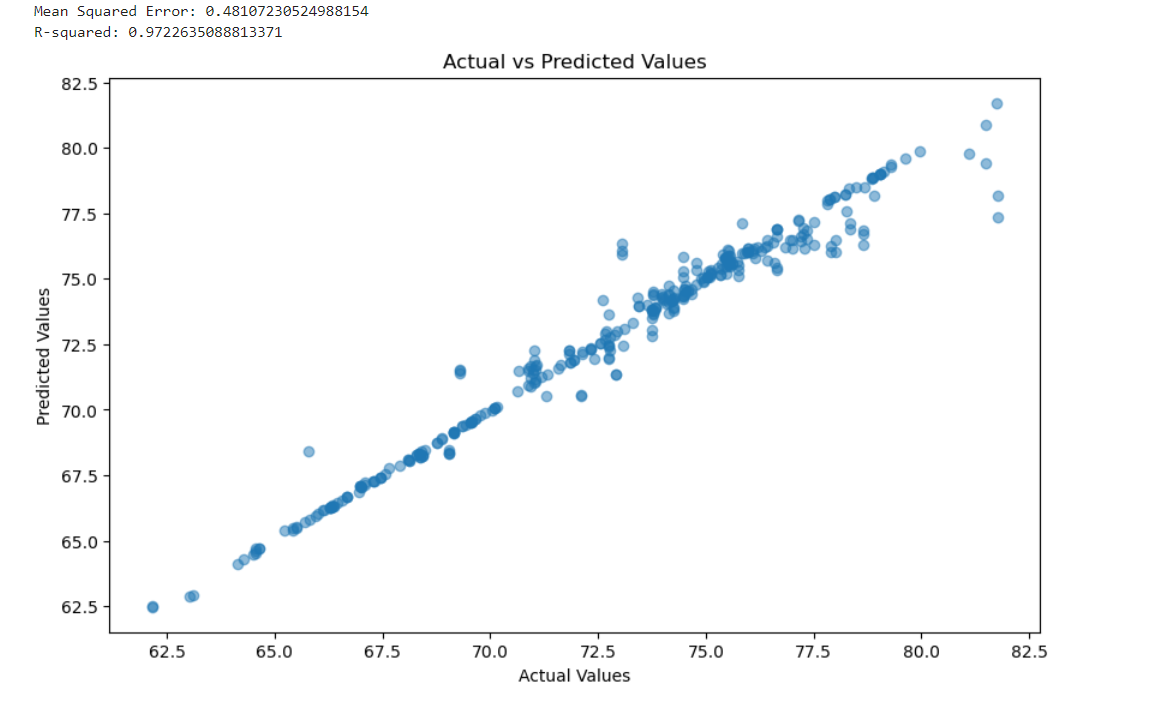 Mean Squared Error: 0.48107230524988154
R-squared: 0.9722635088813371
Actual vs Predicted Values
82.5
80.0
77.5
75.0
72.5
70.0
67.5
65.0
62.5
Predicted Values
62.5 65.0 67.5 70.0 72.5 75.0 77.5 80.0 82.5
Actual Values